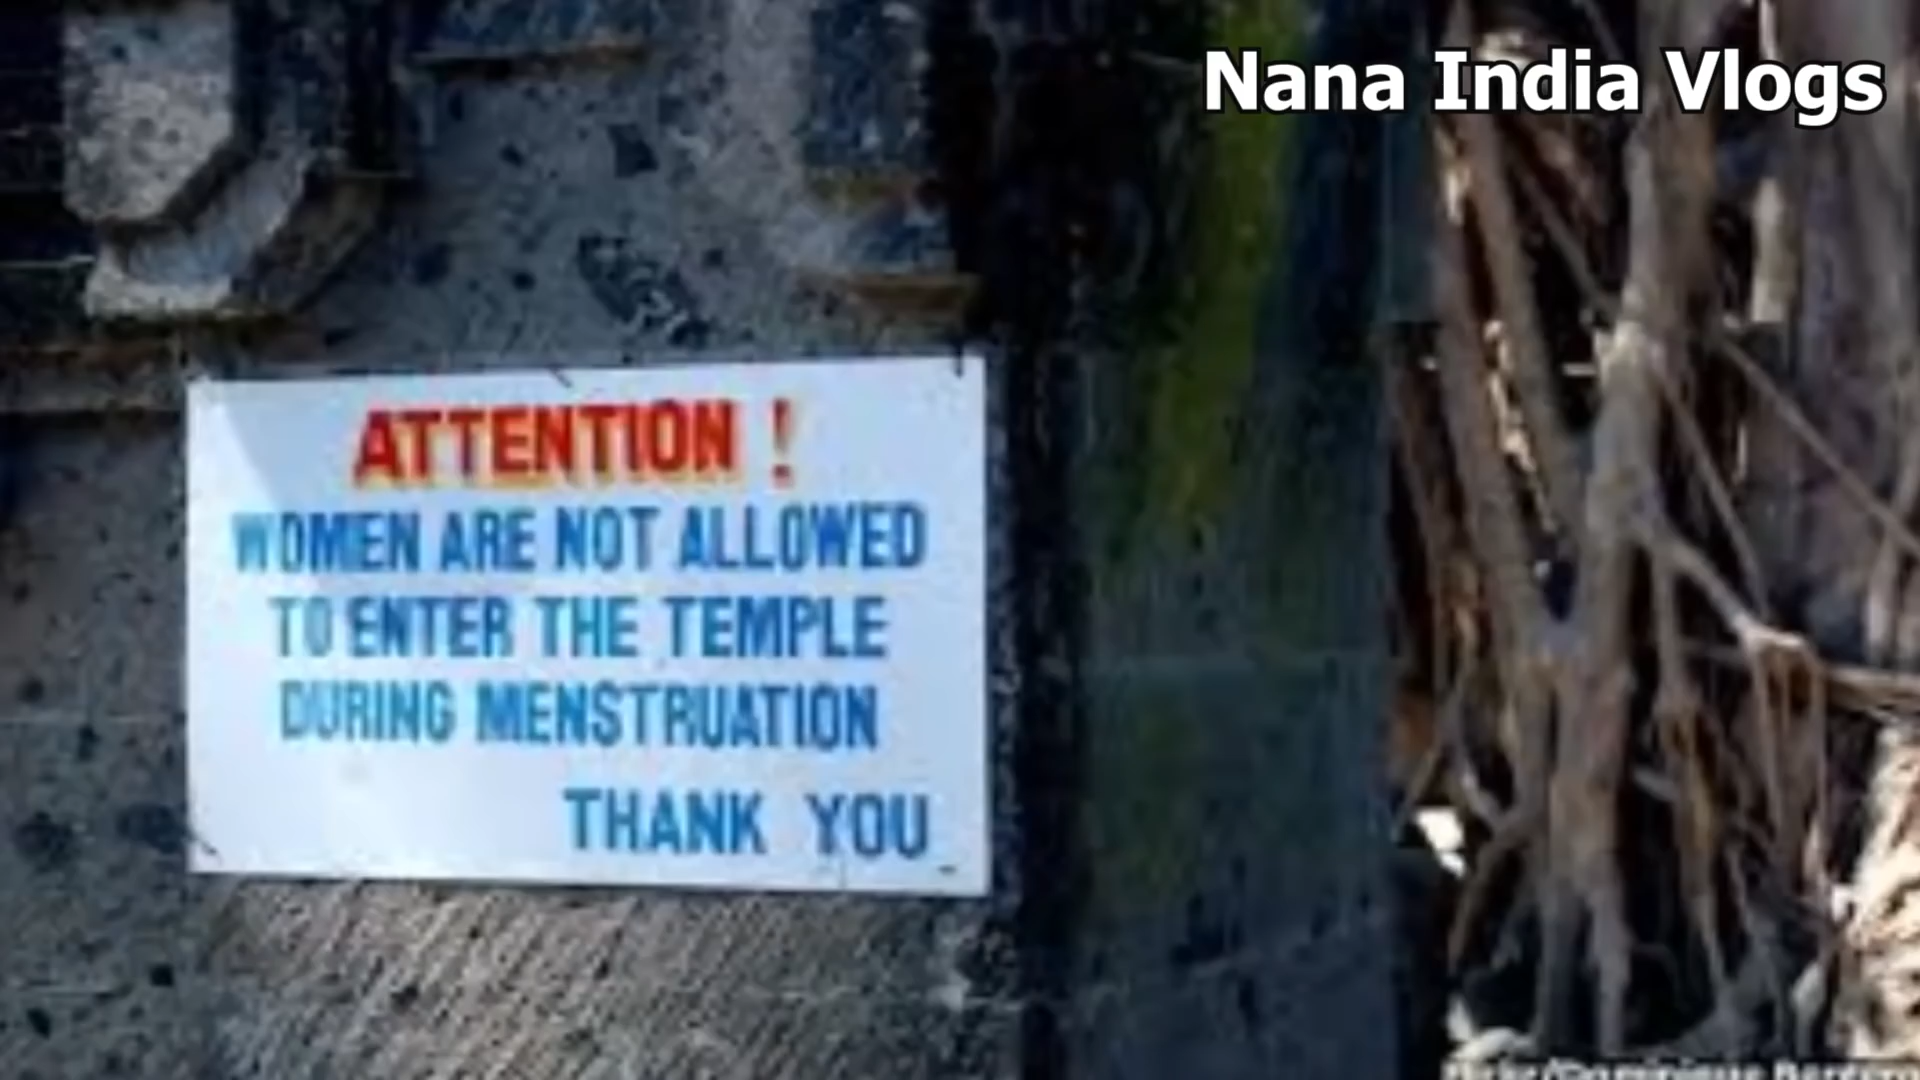 Nana India Vlogs
ATTENTION !
WOMEN ARE NOT ALLOWED
TO ENTER THE TEMPLE
DURING MENSTRUATION
THANK YOU